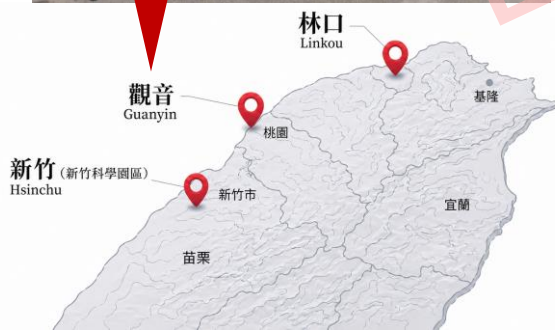 林口
Linkou
基隆
觀音
Guanyin
桃園
新竹(新竹科學園區)
Hsinchu
新竹市
宜蘭
苗栗